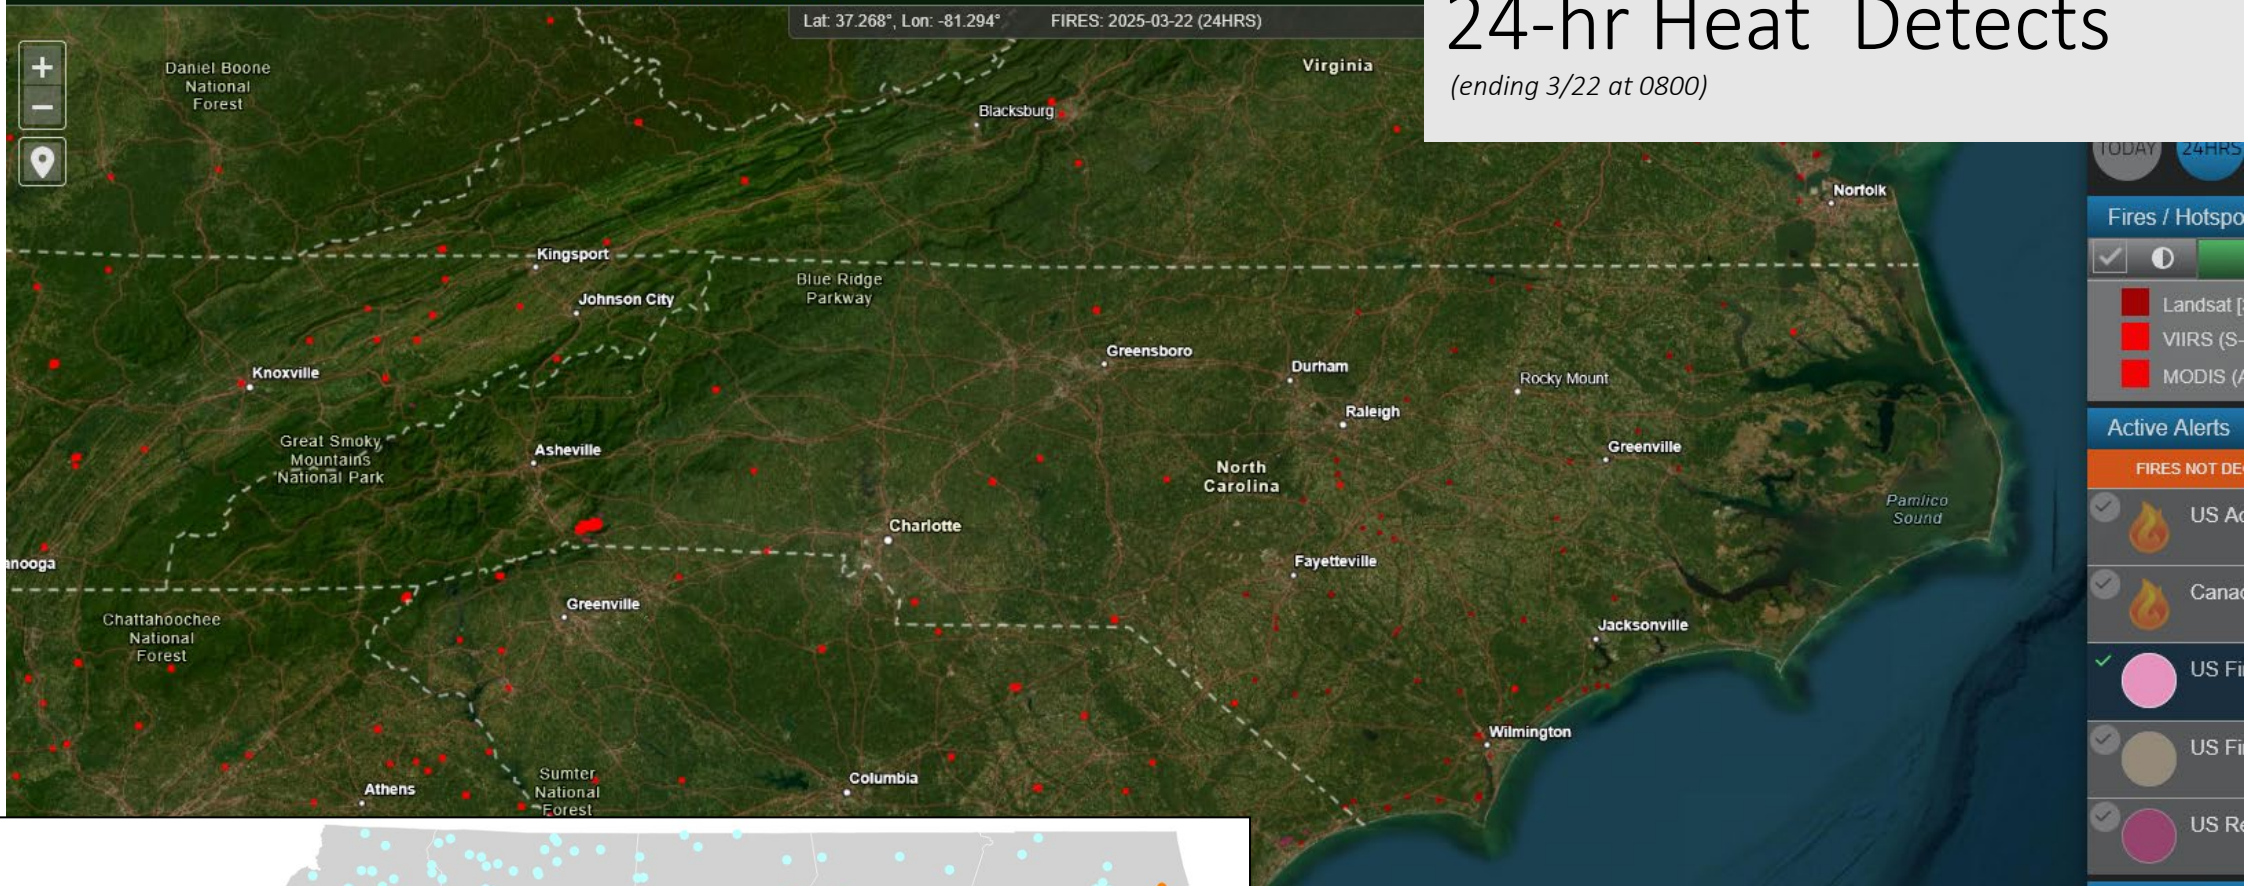 Lat: 37.268°, Lon: -81.294°
FIRES: 2025-03-22 (24HRS)
24-hr Heat Detects
(ending 3/22 at 0800)
+
−
Daniel Boone
National
Forest
Virginia
Blacksburg
TODAY
24HRS
Norfolk
Fires / Hotspo
Kingsport
Blue Ridge
Parkway
Johnson City
Landsat [
VIIRS (S-
MODIS (A
Greensboro
Durham
Knoxville
Rocky Mount
Raleigh
Active Alerts
Great Smoky
Mountains
National Park
Asheville
Greenville
North
Carolina
FIRES NOT DE
Pamlico
Sound
US Ac
Charlotte
anooga
Fayetteville
Canad
Greenville
Chattahoochee
National
Forest
Jacksonville
US Fi
Wilmington
US Fi
Sumter
National
Forest
Columbia
Athens
US Re